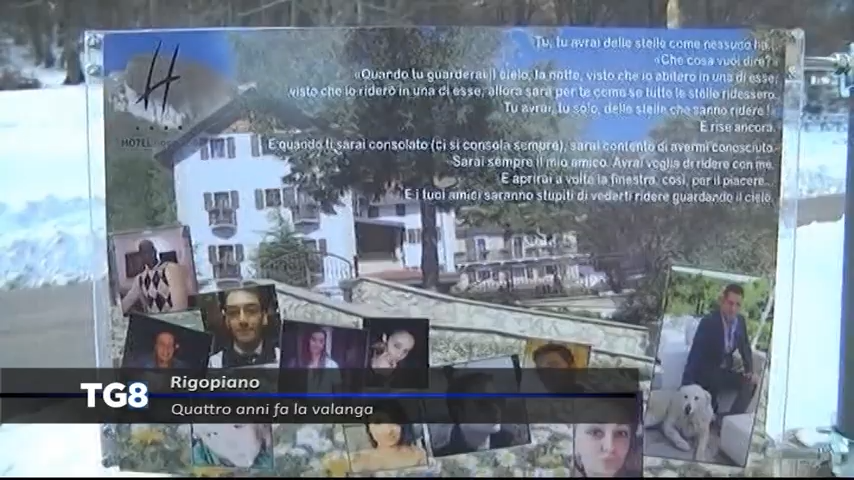 Tu, tu avrai delle stelle come nessuno ha...
«Che cosa vuoi dire?»
«Quando tu guarderai il cielo, la notte, visto che io abiterò in una di esse,
visto che io riderò in una di esse, allora sarà per te come se tutte le stelle ridessero.
Tu avrai, tu solo, delle stelle che sanno ridere!»
E rise ancora.
E quando ti sarai consolato (ci si consola sempre), sarai contento di avermi conosciuto.
Sarai sempre il mio amico. Avrai voglia di ridere con me.
E aprirai a volte la finestra, così, per il piacere...
E i tuoi amici saranno stupiti di vederti ridere guardando il cielo.
H
HOTEL
TG8
Rigopiano
Quattro anni fa la valanga